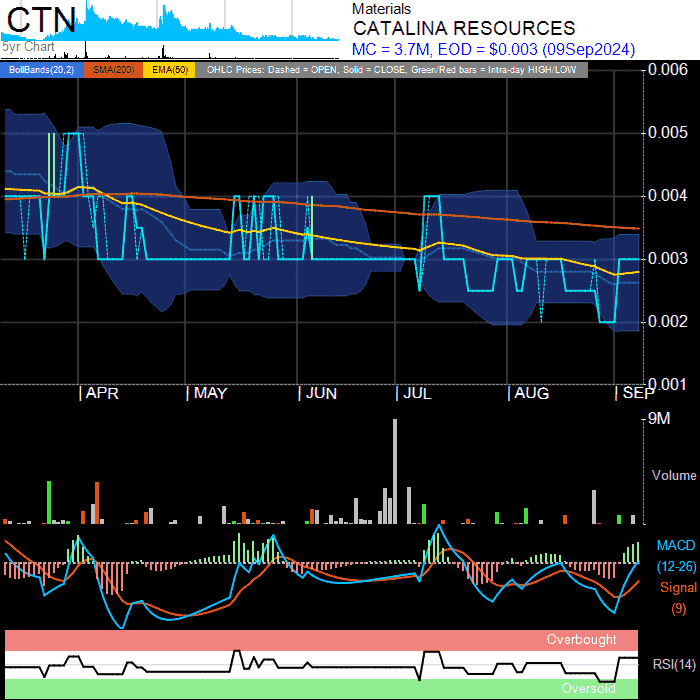 CTN
5yr Chart
Materials
CATALINA RESOURCES
MC = 3.7M, EOD = $0.003 (09Sep2024)
BollBands(20,2) SMA(200) EMA(50) OHLC Prices: Dashed = OPEN, Solid = CLOSE, Green/Red bars = Intra-day HIGH/LOW
0.006
0.005
0.004
0.003
0.002
0.001
APR MAY JUN JUL AUG SEP
9M
Volume
MACD
(12-26)
Signal
(9)
Overbought
RSI(14)
Oversold